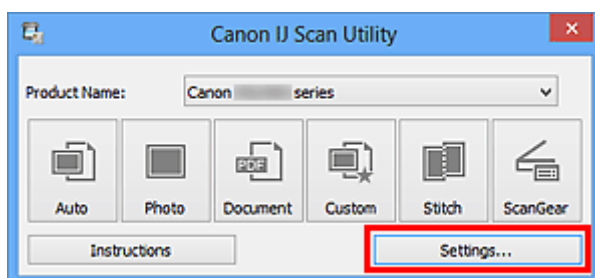 Canon IJ Scan Utility
Product Name: Canon series
Auto Photo Document Custom Stitch ScanGear
PDF
Instructions Settings...